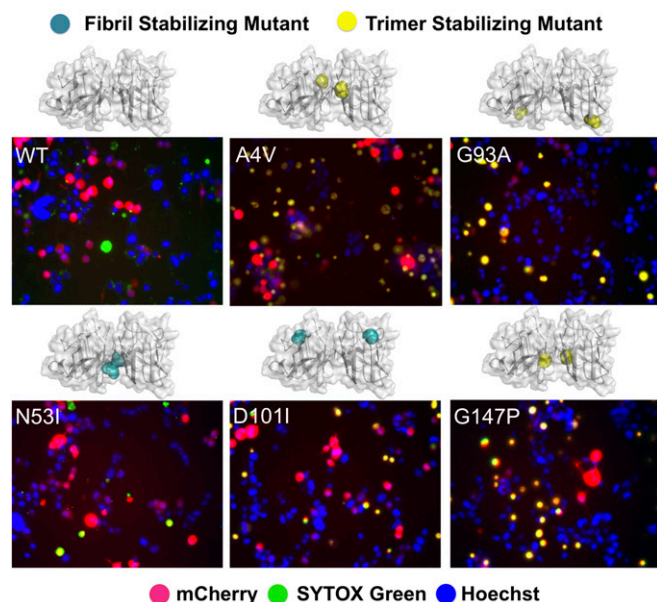 Fibril Stabilizing Mutant Trimer Stabilizing Mutant
WT A4V G93A
N53I D101I G147P
mCherry SYTOX Green Hoechst